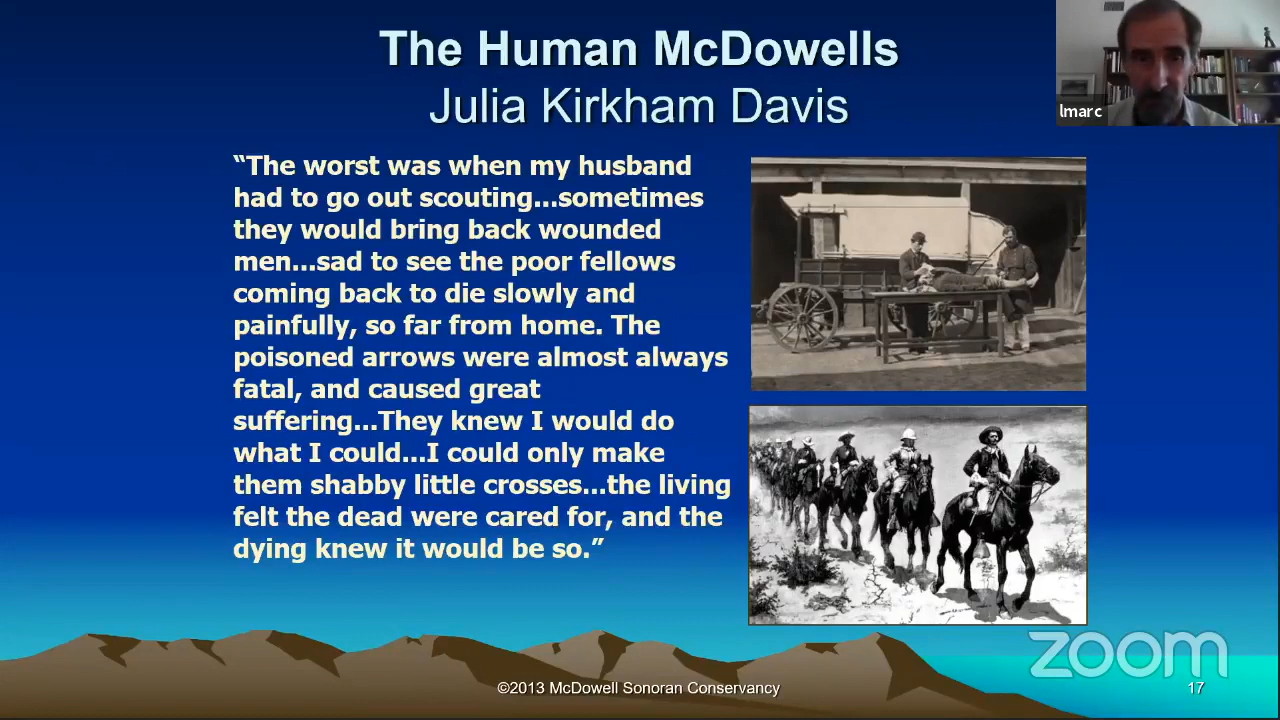 The Human McDowells
Julia Kirkham Davis
lmarc
“The worst was when my husband
had to go out scouting...sometimes
they would bring back wounded
men...sad to see the poor fellows
coming back to die slowly and
painfully, so far from home. The
poisoned arrows were almost always
fatal, and caused great
suffering...They knew I would do
what I could...I could only make
them shabby little crosses...the living
felt the dead were cared for, and the
dying knew it would be so.”
zoom
©2013 McDowell Sonoran Conservancy
17